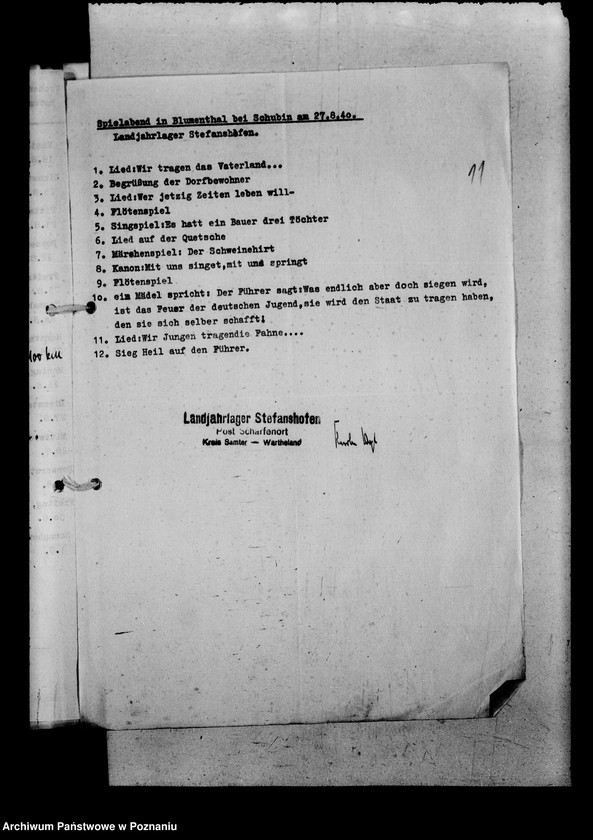 Spielabend in Blumenthal bei Schubin am 27.8.40.
Landjahrlager Stefanshofen.
11
1. Lied:Wir tragen das Vaterland...
2. Begrüßung der Dorfbewohner
3. Lied:Wer jetzig Zeiten leben will-
4. Flötenspiel
5. Singspiel:Es hatt ein Bauer drei Töchter
6. Lied auf der Quetsche
7. Märchenspiel: Der Schweinehirt
8. Kanon:Mit uns singet,mit uns springt
9. Flötenspiel
10. ein Mädel spricht: Der Führer sagt:Was endlich aber doch siegen wird,
ist das Feuer der deutschen Jugend,sie wird den Staat zu tragen haben,
den sie sich selber schafft!
11. Lied:Wir Jungen tragendie Fahne....
12. Sieg Heil auf den Führer.
100 km
Landjahrlager Stefanshofen
Post Scharfenort
Kreis Samter — Wartheland
Archiwum Państwowe w Poznaniu